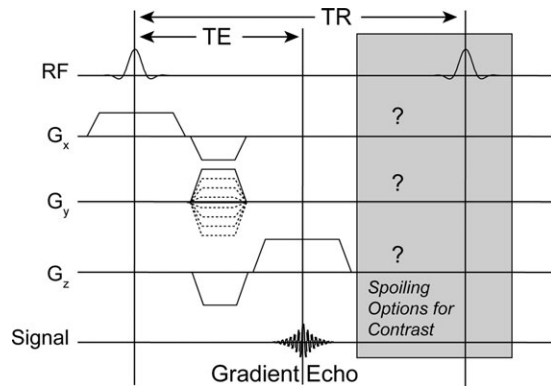 TR
TE
RF
Gx
?
Gy
?
Gz
?
Spoiling
Options for
Contrast
Signal
Gradient Echo